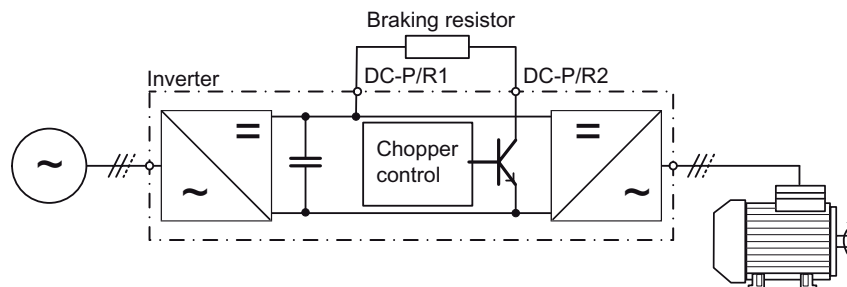 Braking resistor
DC-P/R1
DC-P/R2
Inverter
=
=
Chopper
control
~
~
~